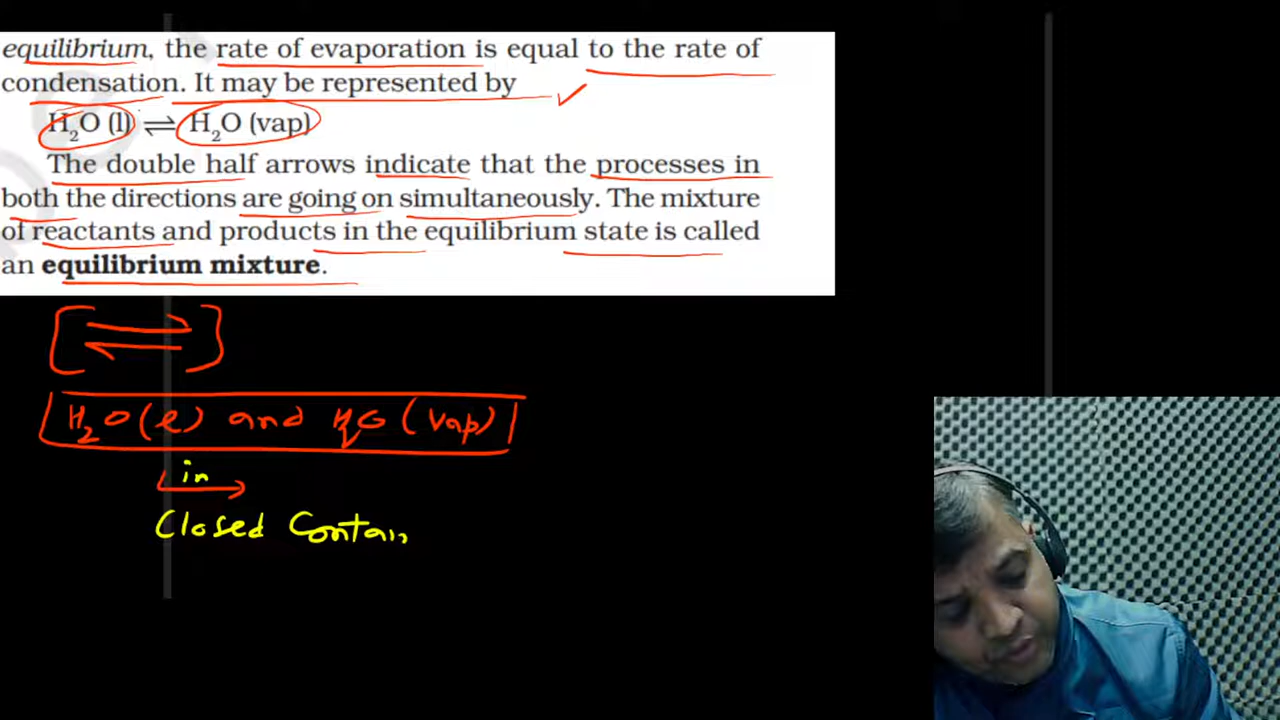 equilibrium, the rate of evaporation is equal to the rate of
condensation. It may be represented by
H₂O (l) ⇌ H₂O (vap)
The double half arrows indicate that the processes in
both the directions are going on simultaneously. The mixture
of reactants and products in the equilibrium state is called
an equilibrium mixture.
[⇌]
H₂O(l) and H₂O (vap)
in
Closed Contain